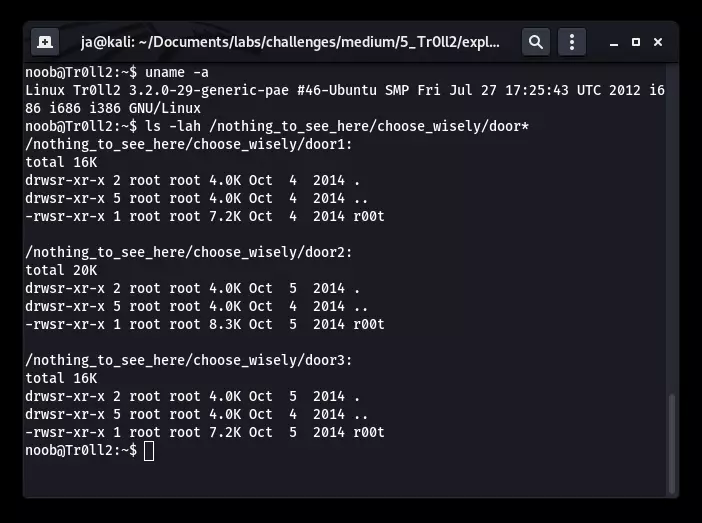 ja@kali: ~/Documents/labs/challenges/medium/5_Tr0ll2/expl...
noob@Tr0ll2:~$ uname -a
Linux Tr0ll2 3.2.0-29-generic-pae #46-Ubuntu SMP Fri Jul 27 17:25:43 UTC 2012 i6
86 i686 i386 GNU/Linux
noob@Tr0ll2:~$ ls -lah /nothing_to_see_here/choose_wisely/door*
/nothing_to_see_here/choose_wisely/door1:
total 16K
drwsr-xr-x 2 root root 4.0K Oct  4  2014 .
drwsr-xr-x 5 root root 4.0K Oct  4  2014 ..
-rwsr-xr-x 1 root root 7.2K Oct  4  2014 r00t

/nothing_to_see_here/choose_wisely/door2:
total 20K
drwsr-xr-x 2 root root 4.0K Oct  5  2014 .
drwsr-xr-x 5 root root 4.0K Oct  4  2014 ..
-rwsr-xr-x 1 root root 8.3K Oct  5  2014 r00t

/nothing_to_see_here/choose_wisely/door3:
total 16K
drwsr-xr-x 2 root root 4.0K Oct  5  2014 .
drwsr-xr-x 5 root root 4.0K Oct  4  2014 ..
-rwsr-xr-x 1 root root 7.2K Oct  5  2014 r00t
noob@Tr0ll2:~$